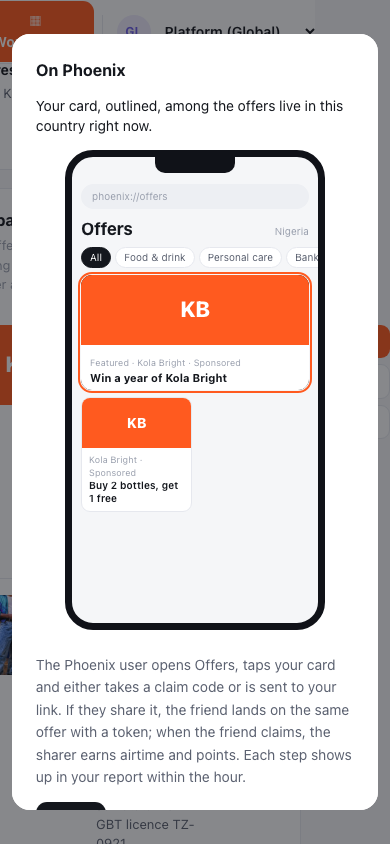 GL Platform (Global)
On Phoenix
Your card, outlined, among the offers live in this
country right now.
phoenix://offers
Offers
Nigeria
All
Food & drink
Personal care
Bank
KB
Featured · Kola Bright · Sponsored
Win a year of Kola Bright
KB
Kola Bright ·
Sponsored
Buy 2 bottles, get
1 free
The Phoenix user opens Offers, taps your card
and either takes a claim code or is sent to your
link. If they share it, the friend lands on the same
offer with a token; when the friend claims, the
sharer earns airtime and points. Each step shows
up in your report within the hour.
GBT licence TZ-
0921